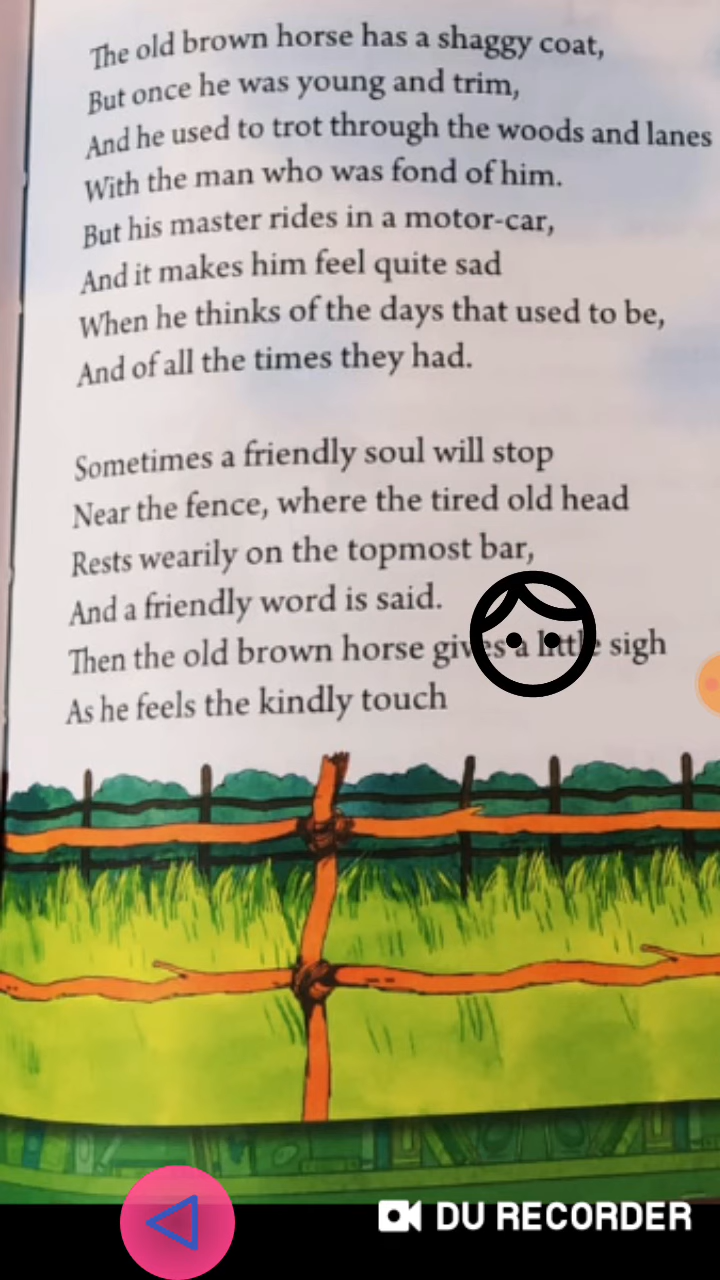 The old brown horse has a shaggy coat,
But once he was young and trim,
And he used to trot through the woods and lanes
With the man who was fond of him.
But his master rides in a motor-car,
And it makes him feel quite sad
When he thinks of the days that used to be,
And of all the times they had.
Sometimes a friendly soul will stop
Near the fence, where the tired old head
Rests wearily on the topmost bar,
And a friendly word is said.
Then the old brown horse gives a little sigh
As he feels the kindly touch
DU RECORDER